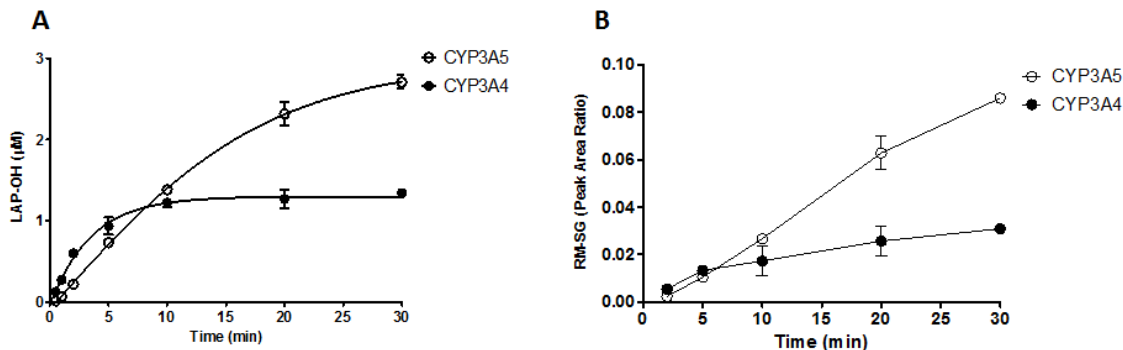 A
LAP-OH (µM)
3
2
1
0
0
5
10
15
20
25
30
Time (min)
CYP3A5
CYP3A4
B
RM-SG (Peak Area Ratio)
0.10
0.08
0.06
0.04
0.02
0.00
0
5
10
15
20
25
30
Time (min)
CYP3A5
CYP3A4